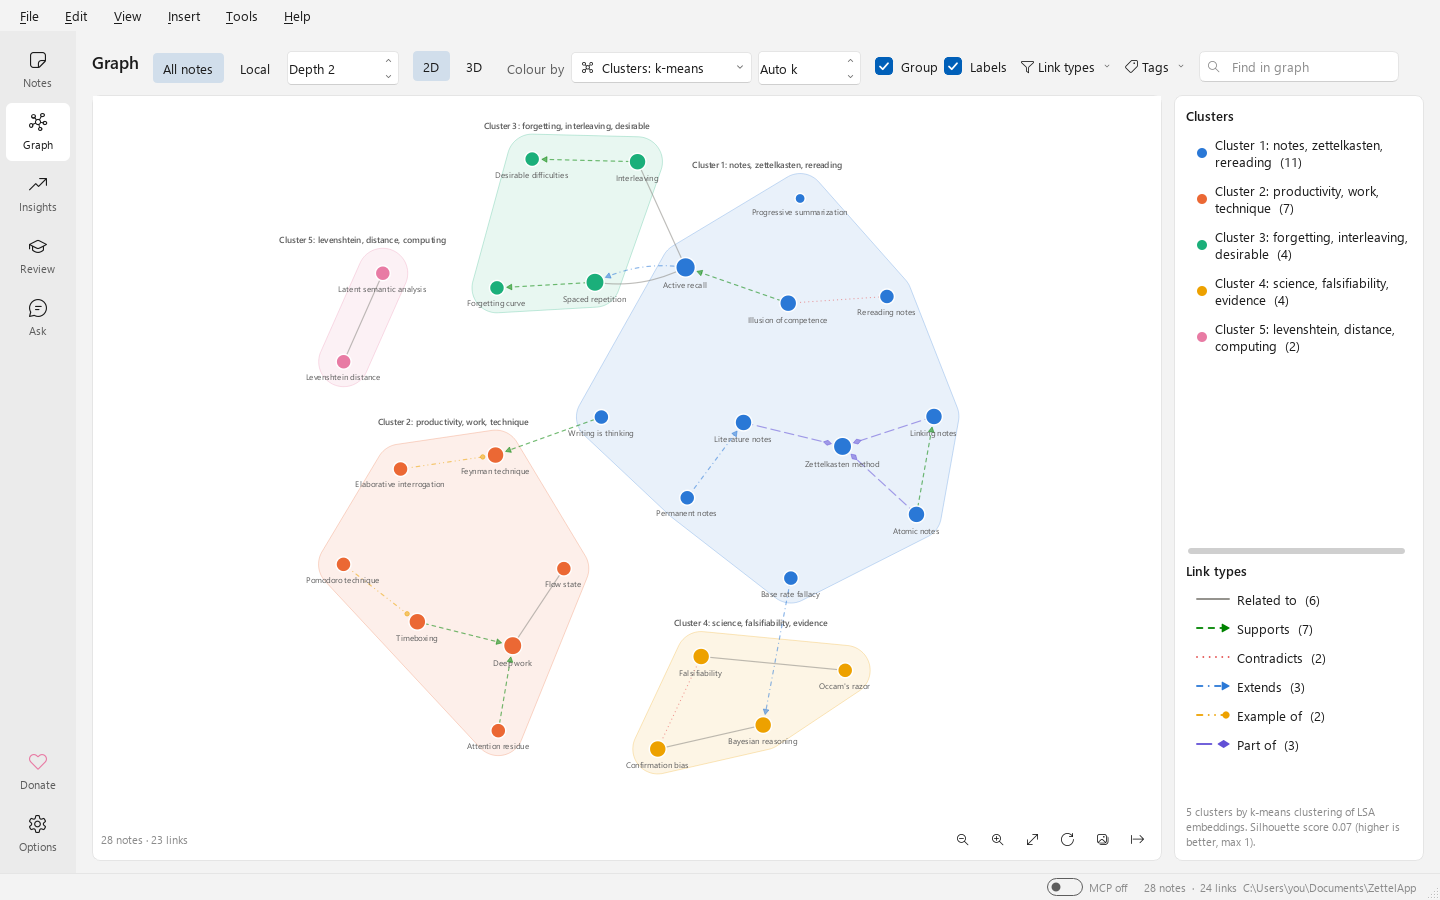 File Edit View Insert Tools Help
Notes
Graph
Insights
Review
Ask
Donate
Options
Graph All notes Local Depth 2 2D 3D Colour by Clusters: k-means Auto k Group Labels Link types Tags Find in graph
Cluster 3: forgetting, interleaving, desirable
Desirable difficulties
Interleaving
Cluster 1: notes, zettelkasten, rereading
Progressive summarization
Cluster 5: levenshtein, distance, computing
Latent semantic analysis
Forgetting curve
Spaced repetition
Active recall
Illusion of competence
Rereading notes
Levenshtein distance
Cluster 2: productivity, work, technique
Writing is thinking
Literature notes
Linking notes
Zettelkasten method
Feynman technique
Elaborative interrogation
Permanent notes
Atomic notes
Pomodoro technique
Flow state
Base rate fallacy
Timeboxing
Deep work
Attention residue
Cluster 4: science, falsifiability, evidence
Falsifiability
Occam's razor
Bayesian reasoning
Confirmation bias
28 notes · 23 links
Clusters
Cluster 1: notes, zettelkasten,
rereading (11)
Cluster 2: productivity, work,
technique (7)
Cluster 3: forgetting, interleaving,
desirable (4)
Cluster 4: science, falsifiability,
evidence (4)
Cluster 5: levenshtein, distance,
computing (2)
Link types
Related to (6)
Supports (7)
Contradicts (2)
Extends (3)
Example of (2)
Part of (3)
5 clusters by k-means clustering of LSA
embeddings. Silhouette score 0.07 (higher is
better, max 1).
MCP off 28 notes · 24 links C:\Users\you\Documents\ZettelApp